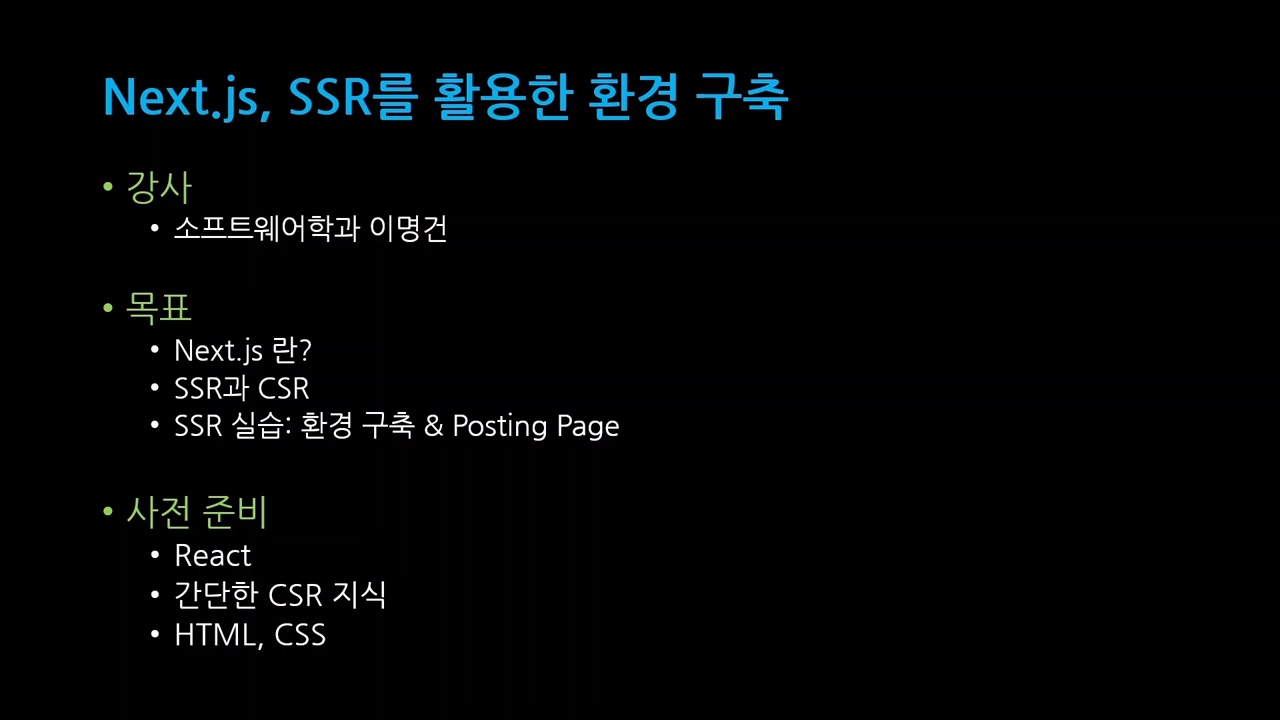 Next.js, SSR를 활용한 환경 구축
• 강사
• 소프트웨어학과 이명건
• 목표
• Next.js 란?
• SSR과 CSR
• SSR 실습: 환경 구축 & Posting Page
• 사전 준비
• React
• 간단한 CSR 지식
• HTML, CSS